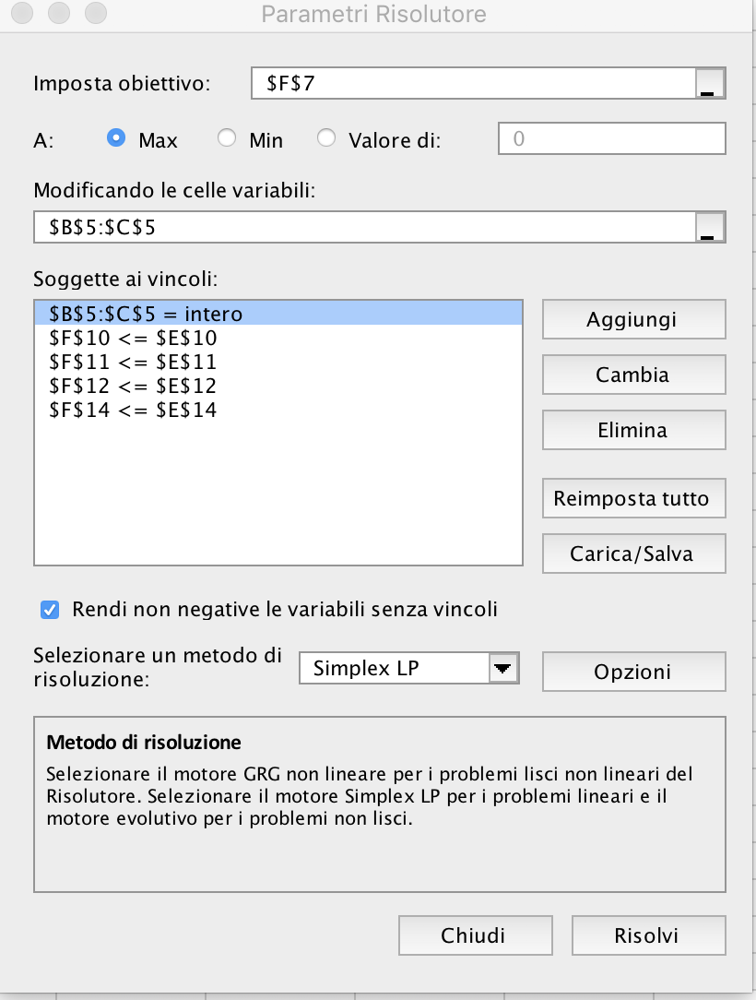 Parametri Risolutore
Imposta obiettivo: $F$7
A: Max Min Valore di: 0
Modificando le celle variabili:
$B$5:$C$5
Soggette ai vincoli:
$B$5:$C$5 = intero
$F$10 <= $E$10
$F$11 <= $E$11
$F$12 <= $E$12
$F$14 <= $E$14
Aggiungi
Cambia
Elimina
Reimposta tutto
Carica/Salva
Rendi non negative le variabili senza vincoli
Selezionare un metodo di
risoluzione:
Simplex LP
Opzioni
Metodo di risoluzione
Selezionare il motore GRG non lineare per i problemi lisci non lineari del
Risolutore. Selezionare il motore Simplex LP per i problemi lineari e il
motore evolutivo per i problemi non lisci.
Chiudi Risolvi